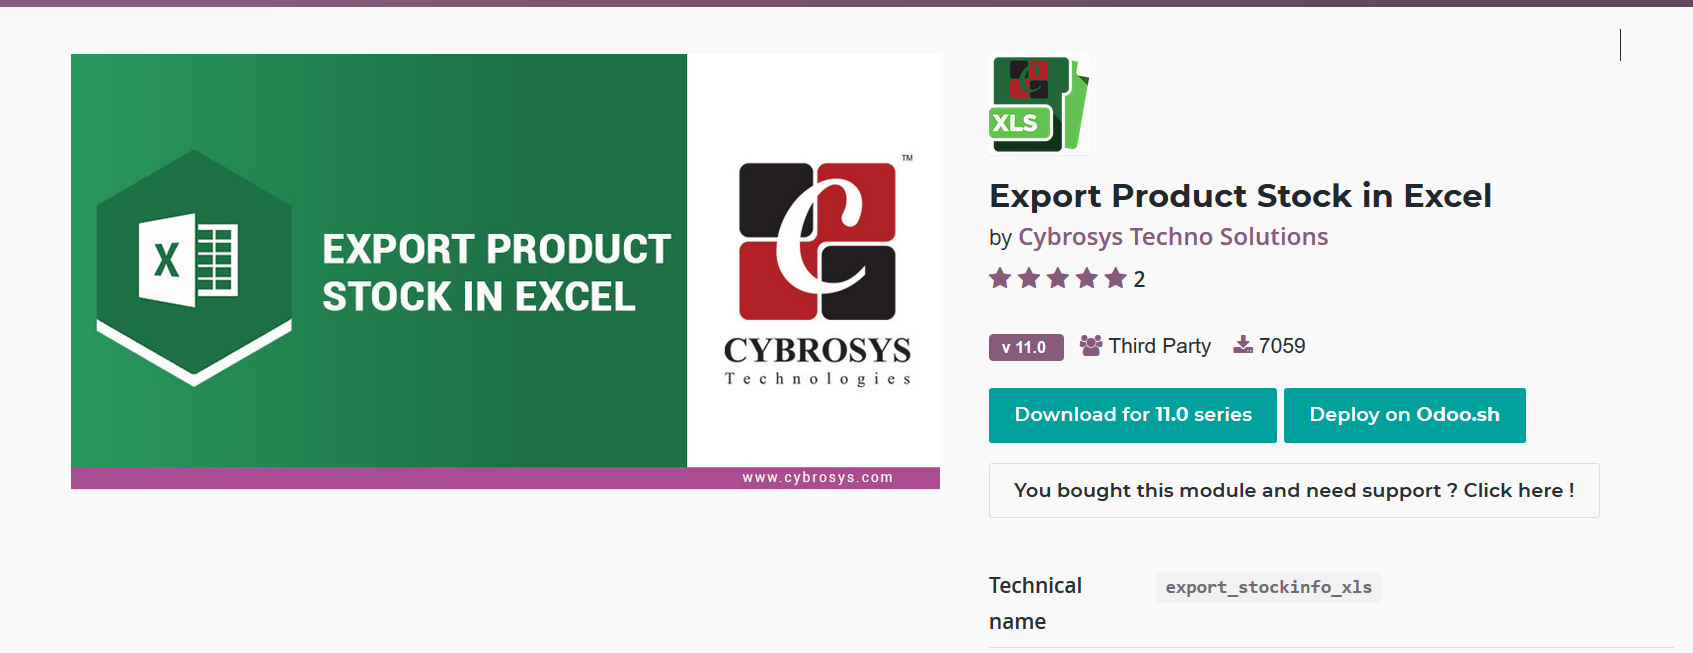 X
EXPORT PRODUCT
STOCK IN EXCEL
C
TM
CYBROSYS
Technologies
www.cybrosys.com
C
XLS
Export Product Stock in Excel
by Cybrosys Techno Solutions
2
v 11.0 Third Party 7059
Download for 11.0 series Deploy on Odoo.sh
You bought this module and need support ? Click here !
Technical export_stockinfo_xls
name